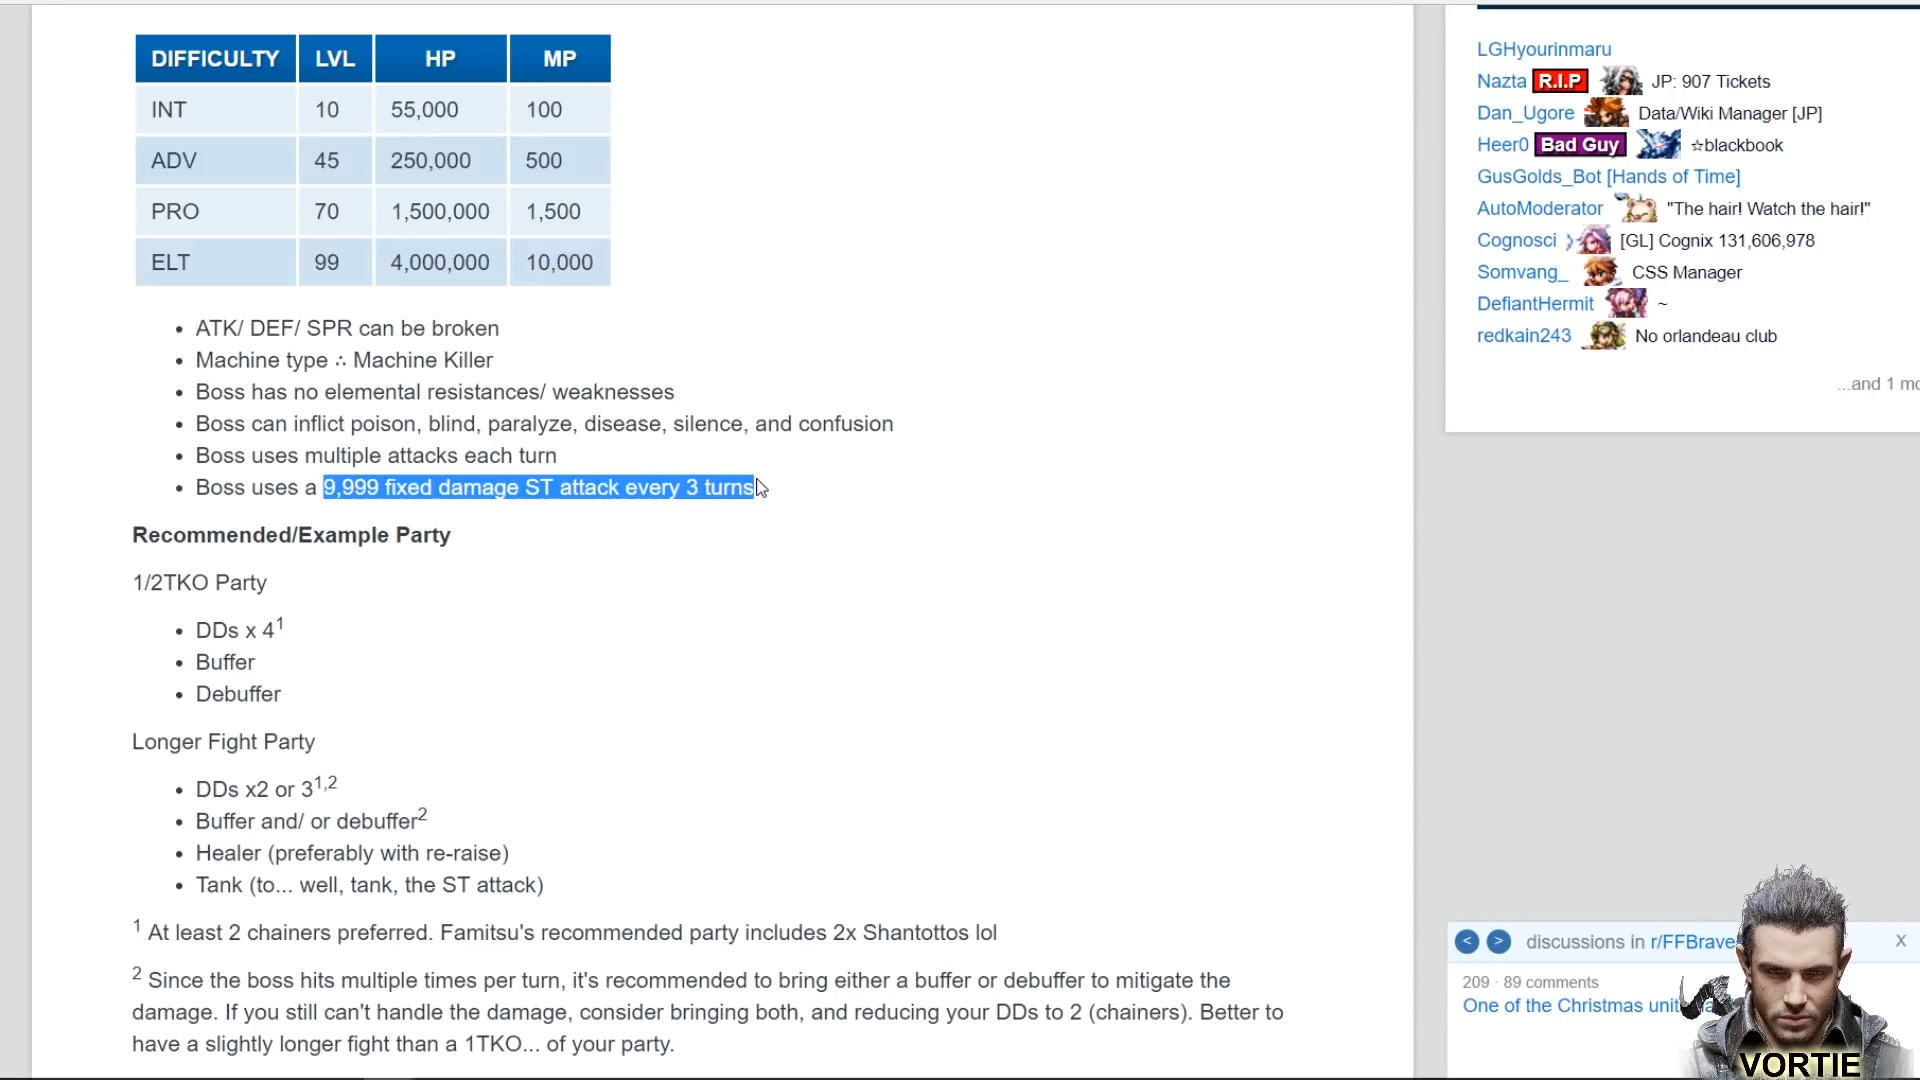 DIFFICULTY LVL HP MP
INT 10 55,000 100
ADV 45 250,000 500
PRO 70 1,500,000 1,500
ELT 99 4,000,000 10,000
• ATK/ DEF/ SPR can be broken
• Machine type ∴ Machine Killer
• Boss has no elemental resistances/ weaknesses
• Boss can inflict poison, blind, paralyze, disease, silence, and confusion
• Boss uses multiple attacks each turn
• Boss uses a 9,999 fixed damage ST attack every 3 turns
Recommended/Example Party
1/2TKO Party
• DDs x 4¹
• Buffer
• Debuffer
Longer Fight Party
• DDs x2 or 3¹,²
• Buffer and/ or debuffer²
• Healer (preferably with re-raise)
• Tank (to... well, tank, the ST attack)
¹ At least 2 chainers preferred. Famitsu's recommended party includes 2x Shantottos lol
² Since the boss hits multiple times per turn, it's recommended to bring either a buffer or debuffer to mitigate the
damage. If you still can't handle the damage, consider bringing both, and reducing your DDs to 2 (chainers). Better to
have a slightly longer fight than a 1TKO... of your party.
LGHyourinmaru
Nazta R.I.P JP: 907 Tickets
Dan_Ugore Data/Wiki Manager [JP]
Heer0 Bad Guy ☆blackbook
GusGolds_Bot [Hands of Time]
AutoModerator "The hair! Watch the hair!"
Cognosci [GL] Cognix 131,606,978
Somvang_ CSS Manager
DefiantHermit ~
redkain243 No orlandeau club
...and 1 mo
< > discussions in r/FFBrave X
209 · 89 comments
One of the Christmas unit
VORTIE